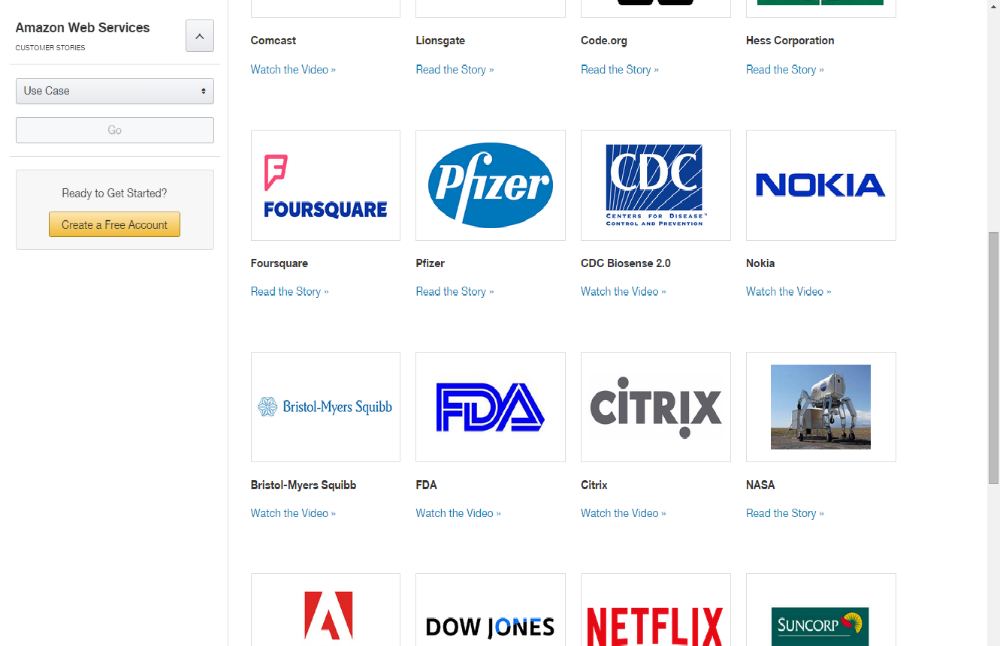 Amazon Web Services
CUSTOMER STORIES
Use Case
Go
Ready to Get Started?
Create a Free Account
Comcast
Lionsgate
Code.org
Hess Corporation
Watch the Video »
Read the Story »
Read the Story »
Read the Story »
FOURSQUARE
Pfizer
CDC
CENTERS FOR DISEASE
CONTROL AND PREVENTION
NOKIA
Foursquare
Pfizer
CDC Biosense 2.0
Nokia
Read the Story »
Read the Story »
Watch the Video »
Watch the Video »
Bristol-Myers Squibb
FDA
CiTRIX
Bristol-Myers Squibb
FDA
Citrix
NASA
Watch the Video »
Watch the Video »
Watch the Video »
Read the Story »
DOW JONES
NETFLIX
SUNCORP